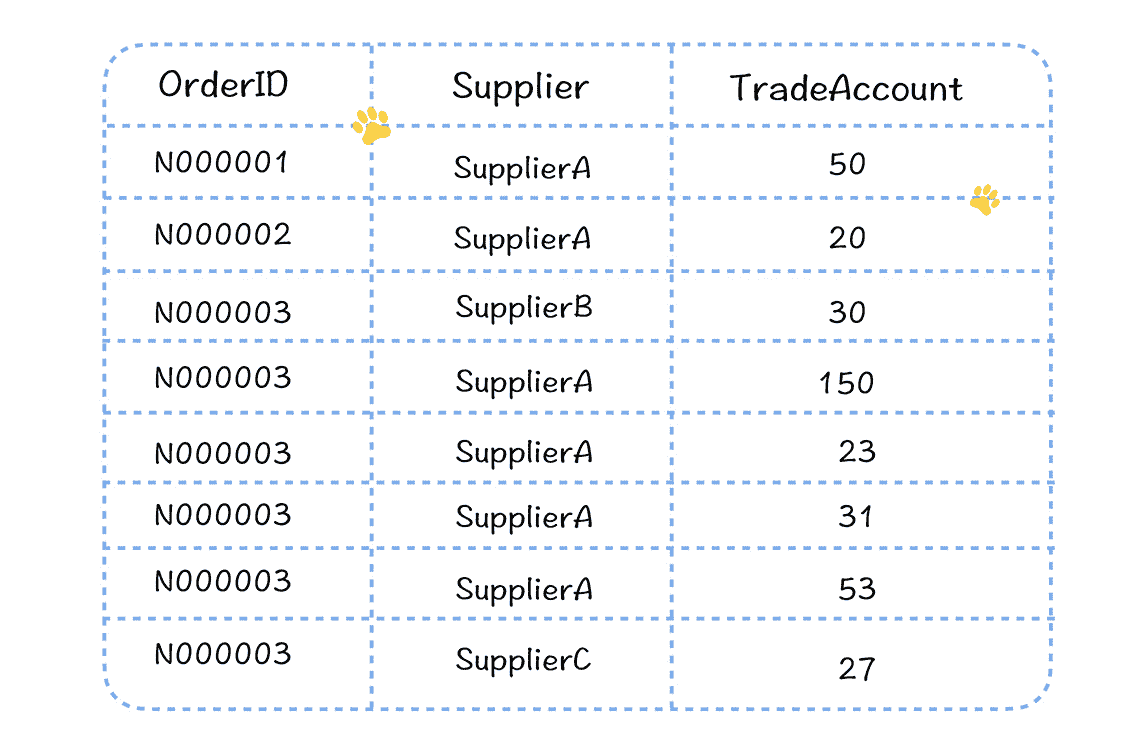 OrderID Supplier TradeAccount
N000001 SupplierA 50
N000002 SupplierA 20
N000003 SupplierB 30
N000003 SupplierA 150
N000003 SupplierA 23
N000003 SupplierA 31
N000003 SupplierA 53
N000003 SupplierC 27